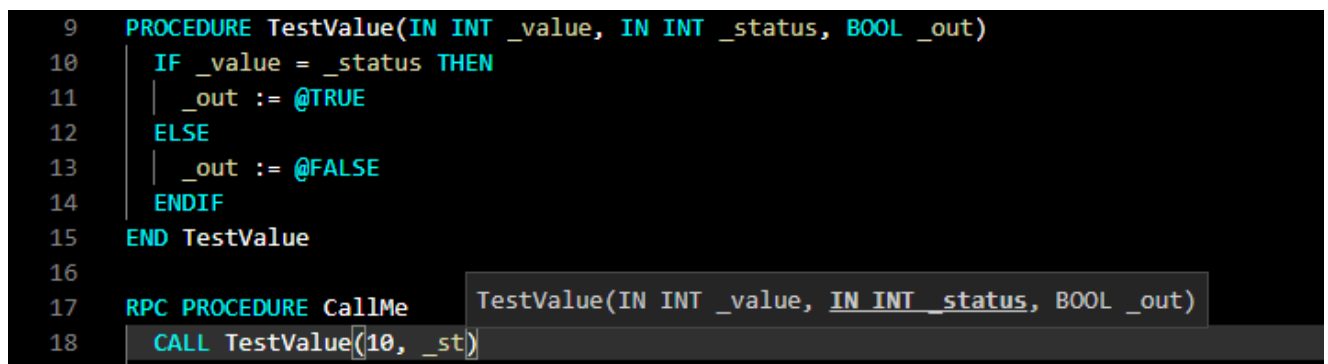 9 PROCEDURE TestValue(IN INT _value, IN INT _status, BOOL _out)
10 IF _value = _status THEN
11 _out := @TRUE
12 ELSE
13 _out := @FALSE
14 ENDIF
15 END TestValue
16
TestValue(IN INT _value, IN INT _status, BOOL _out)
17 RPC PROCEDURE CallMe
18 CALL TestValue(10, _st)